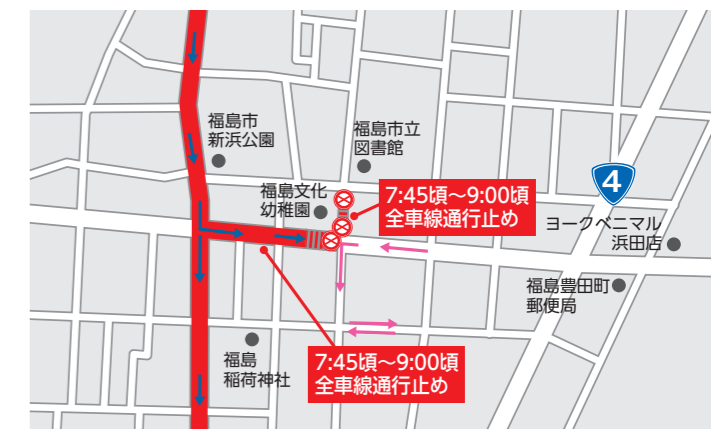 福島市
新浜公園
福島市立
図書館
福島文化
幼稚園
7:45頃〜9:00頃
全車線通行止め
4
ヨークベニマル
浜田店
福島豊田町
郵便局
福島
稲荷神社
7:45頃〜9:00頃
全車線通行止め